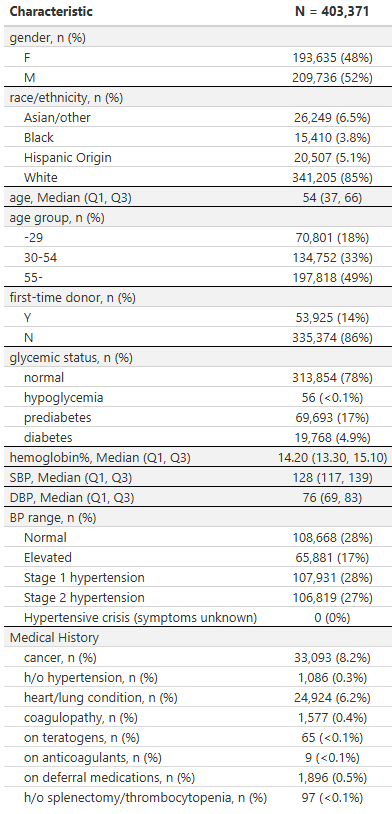 Characteristic N = 403,371
gender, n (%)
F 193,635 (48%)
M 209,736 (52%)
race/ethnicity, n (%)
Asian/other 26,249 (6.5%)
Black 15,410 (3.8%)
Hispanic Origin 20,507 (5.1%)
White 341,205 (85%)
age, Median (Q1, Q3) 54 (37, 66)
age group, n (%)
-29 70,801 (18%)
30-54 134,752 (33%)
55- 197,818 (49%)
first-time donor, n (%)
Y 53,925 (14%)
N 335,374 (86%)
glycemic status, n (%)
normal 313,854 (78%)
hypoglycemia 56 (<0.1%)
prediabetes 69,693 (17%)
diabetes 19,768 (4.9%)
hemoglobin%, Median (Q1, Q3) 14.20 (13.30, 15.10)
SBP, Median (Q1, Q3) 128 (117, 139)
DBP, Median (Q1, Q3) 76 (69, 83)
BP range, n (%)
Normal 108,668 (28%)
Elevated 65,881 (17%)
Stage 1 hypertension 107,931 (28%)
Stage 2 hypertension 106,819 (27%)
Hypertensive crisis (symptoms unknown) 0 (0%)
Medical History
cancer, n (%) 33,093 (8.2%)
h/o hypertension, n (%) 1,086 (0.3%)
heart/lung condition, n (%) 24,924 (6.2%)
coagulopathy, n (%) 1,577 (0.4%)
on teratogens, n (%) 65 (<0.1%)
on anticoagulants, n (%) 9 (<0.1%)
on deferral medications, n (%) 1,896 (0.5%)
h/o splenectomy/thrombocytopenia, n (%) 97 (<0.1%)